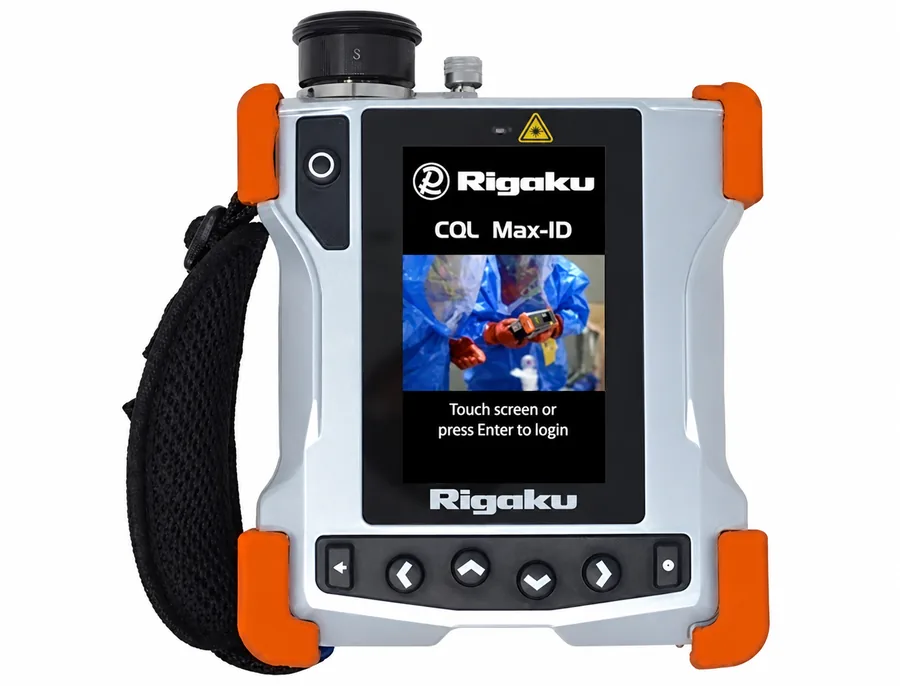 S
Rigaku
CQL Max-ID
Touch screen or
press Enter to login
Rigaku